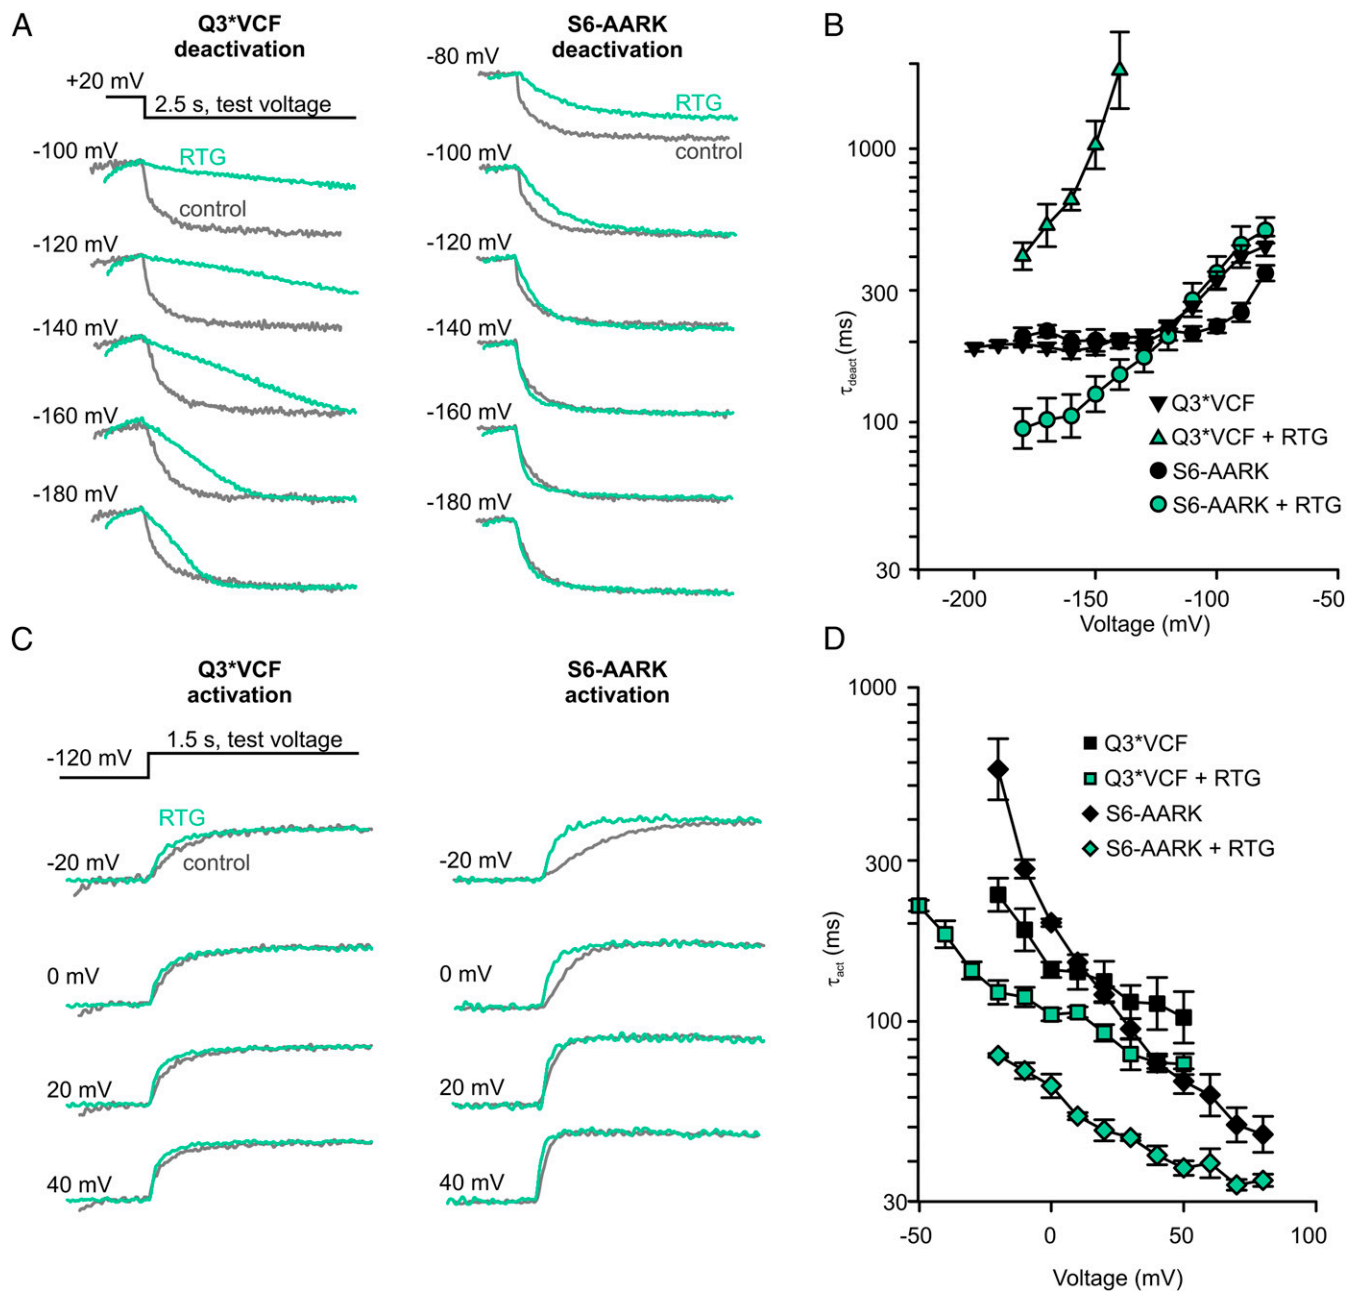 A
Q3*VCF
deactivation
+20 mV
2.5 s, test voltage
-100 mV
RTG
control
-120 mV
-140 mV
-160 mV
-180 mV
S6-AARK
deactivation
-80 mV
RTG
control
-100 mV
-120 mV
-140 mV
-160 mV
-180 mV
B
1000
300
100
30
τdeact (ms)
Q3*VCF
Q3*VCF + RTG
S6-AARK
S6-AARK + RTG
-200 -150 -100 -50
Voltage (mV)
C
Q3*VCF
activation
-120 mV
1.5 s, test voltage
RTG
control
-20 mV
0 mV
20 mV
40 mV
S6-AARK
activation
-20 mV
0 mV
20 mV
40 mV
D
1000
300
100
30
τact (ms)
Q3*VCF
Q3*VCF + RTG
S6-AARK
S6-AARK + RTG
-50 0 50 100
Voltage (mV)